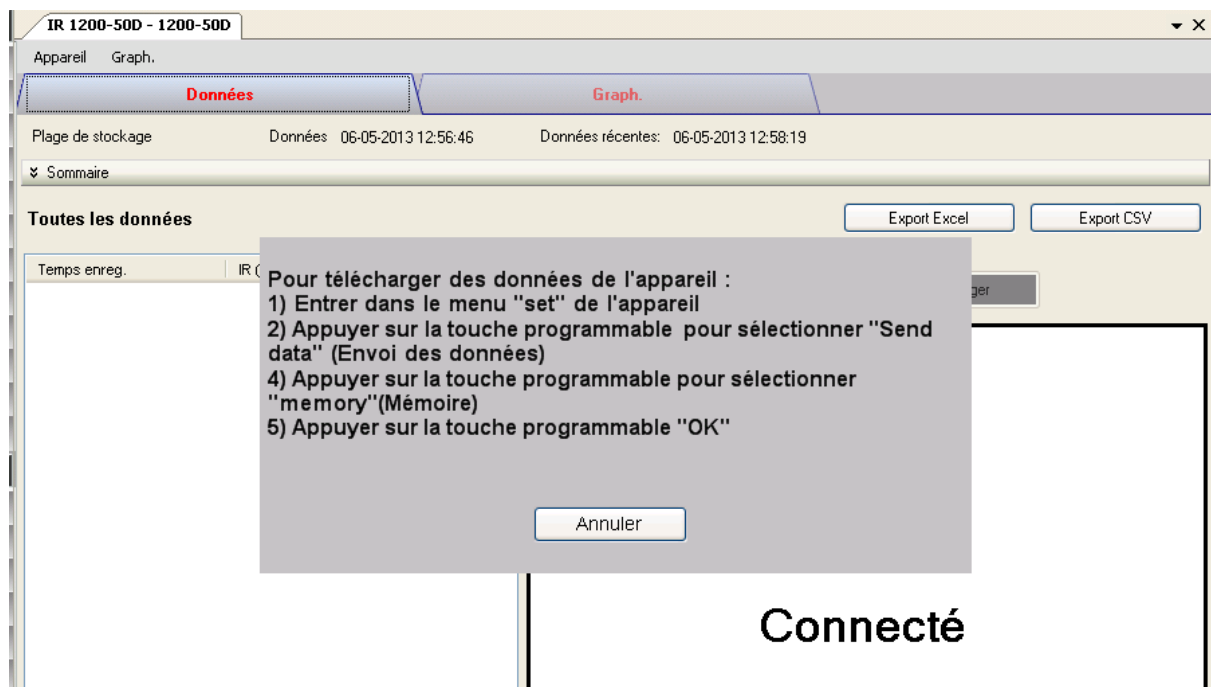 IR 1200-50D - 1200-50D
Appareil Graph.
Données Graph.
Plage de stockage Données 06-05-2013 12:56:46 Données récentes: 06-05-2013 12:58:19
Sommaire
Toutes les données Export Excel Export CSV
Temps enreg. IR (
Pour télécharger des données de l'appareil :
1) Entrer dans le menu "set" de l'appareil
2) Appuyer sur la touche programmable pour sélectionner "Send
data" (Envoi des données)
4) Appuyer sur la touche programmable pour sélectionner
"memory"(Mémoire)
5) Appuyer sur la touche programmable "OK"
Annuler
Connecté